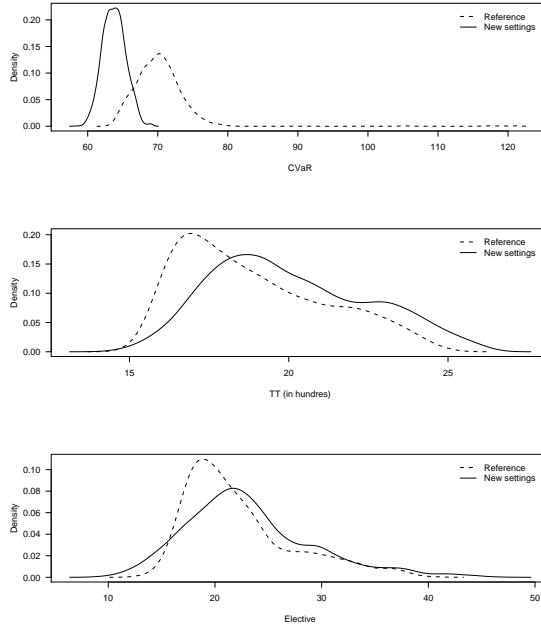 0.20
0.15
0.10
0.05
0.00
Density
Reference
New settings
60 70 80 90 100 110 120
CVaR
0.20
0.15
0.10
0.05
0.00
Density
Reference
New settings
15 20 25
TT (in hundres)
0.10
0.08
0.06
0.04
0.02
0.00
Density
Reference
New settings
10 20 30 40 50
Elective